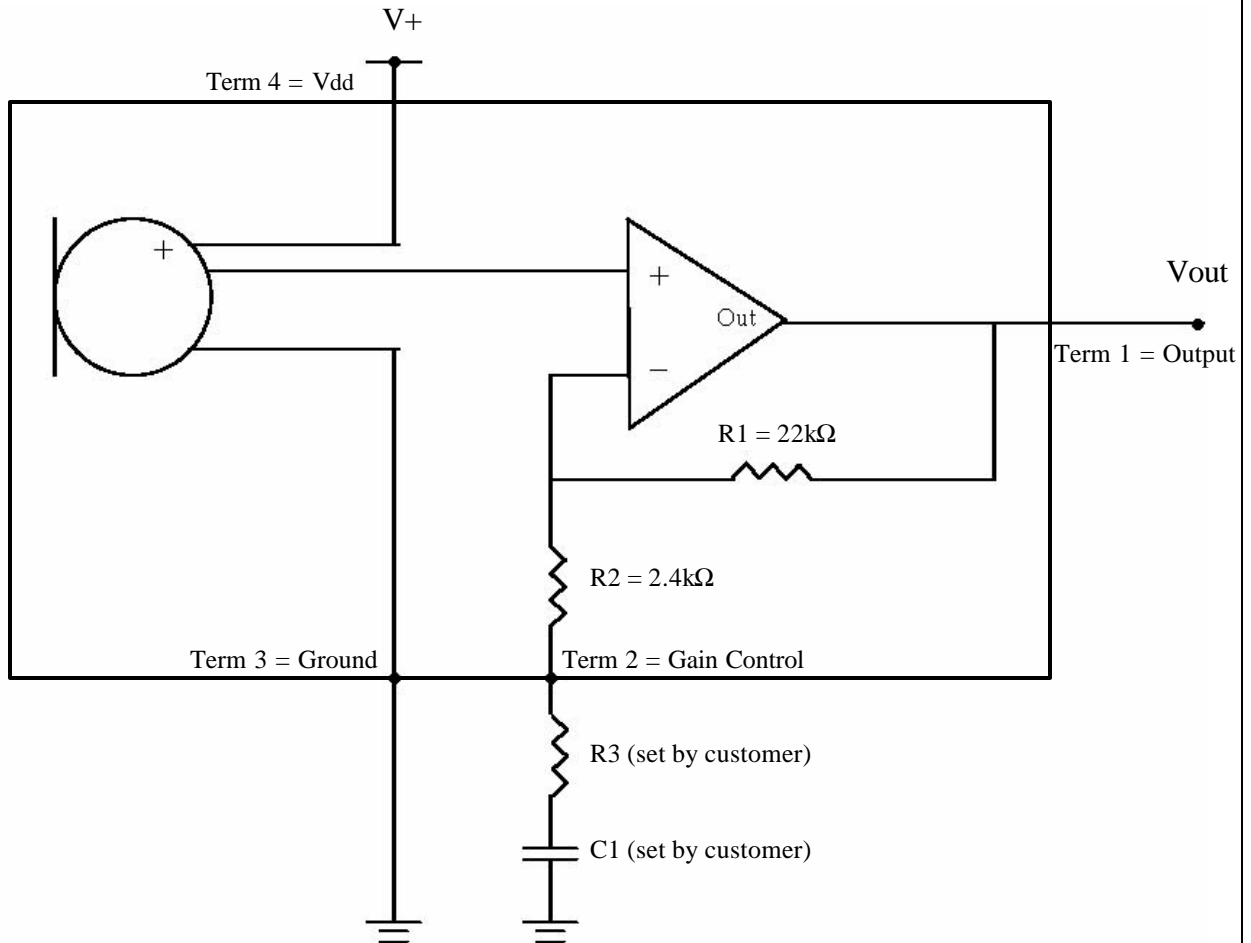 V+
Term 4 = Vdd
+
+
Out
Vout
Term 1 = Output
−
R1 = 22kΩ
R2 = 2.4kΩ
Term 3 = Ground
Term 2 = Gain Control
R3 (set by customer)
C1 (set by customer)